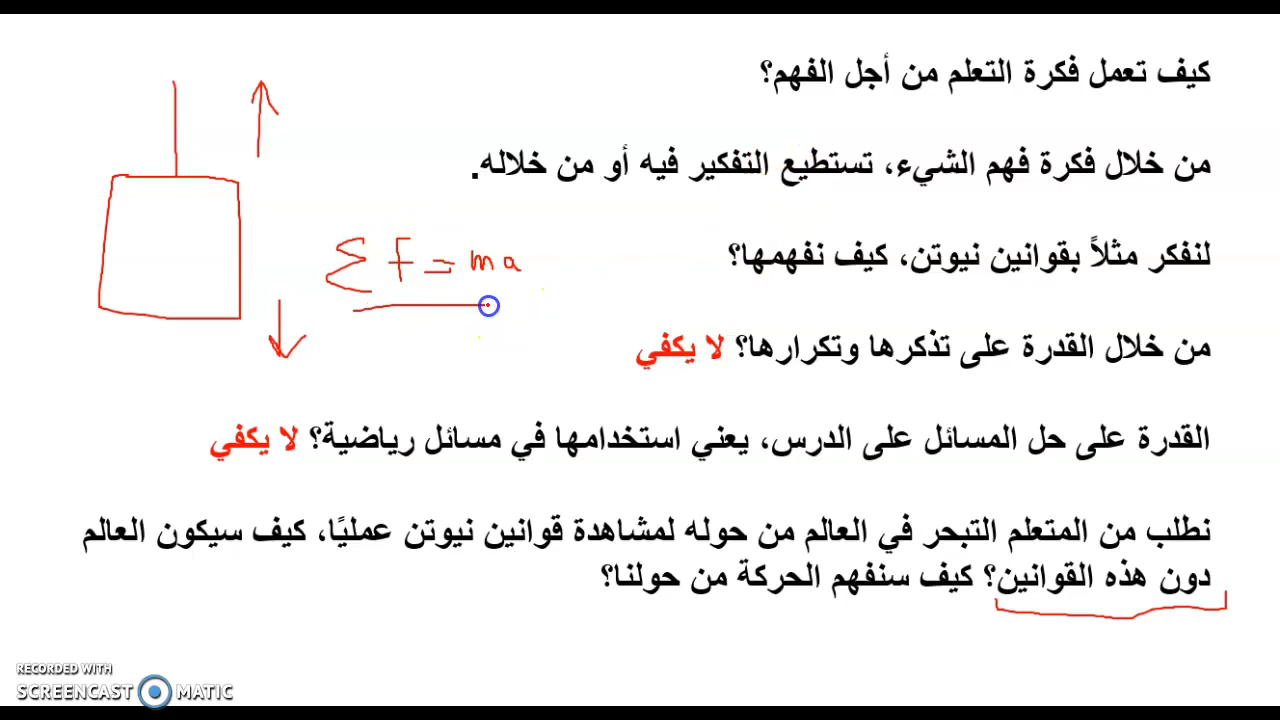 كيف تعمل فكرة التعلم من أجل الفهم؟
من خلال فكرة فهم الشيء، تستطيع التفكير فيه أو من خلاله.
لنفكر مثلاً بقوانين نيوتن، كيف نفهمها؟
∑ F = ma
من خلال القدرة على تذكرها وتكرارها؟ لا يكفي
القدرة على حل المسائل على الدرس، يعني استخدامها في مسائل رياضية؟ لا يكفي
نطلب من المتعلم التبحر في العالم من حوله لمشاهدة قوانين نيوتن عمليًا، كيف سيكون العالم
دون هذه القوانين؟ كيف سنفهم الحركة من حولنا؟
RECORDED WITH
SCREENCAST MATIC